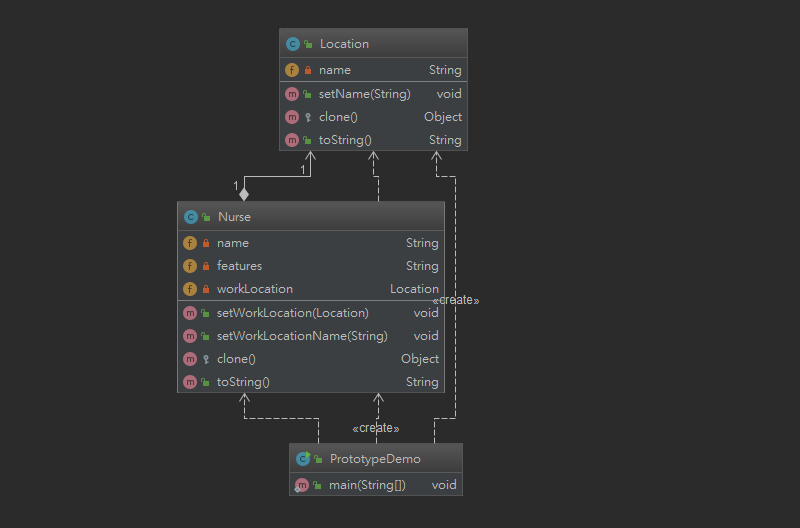 Location
name String
setName(String) void
clone() Object
toString() String
1
1
Nurse
name String
features String
workLocation Location
«create»
setWorkLocation(Location) void
setWorkLocationName(String) void
clone() Object
toString() String
«create»
PrototypeDemo
main(String[]) void